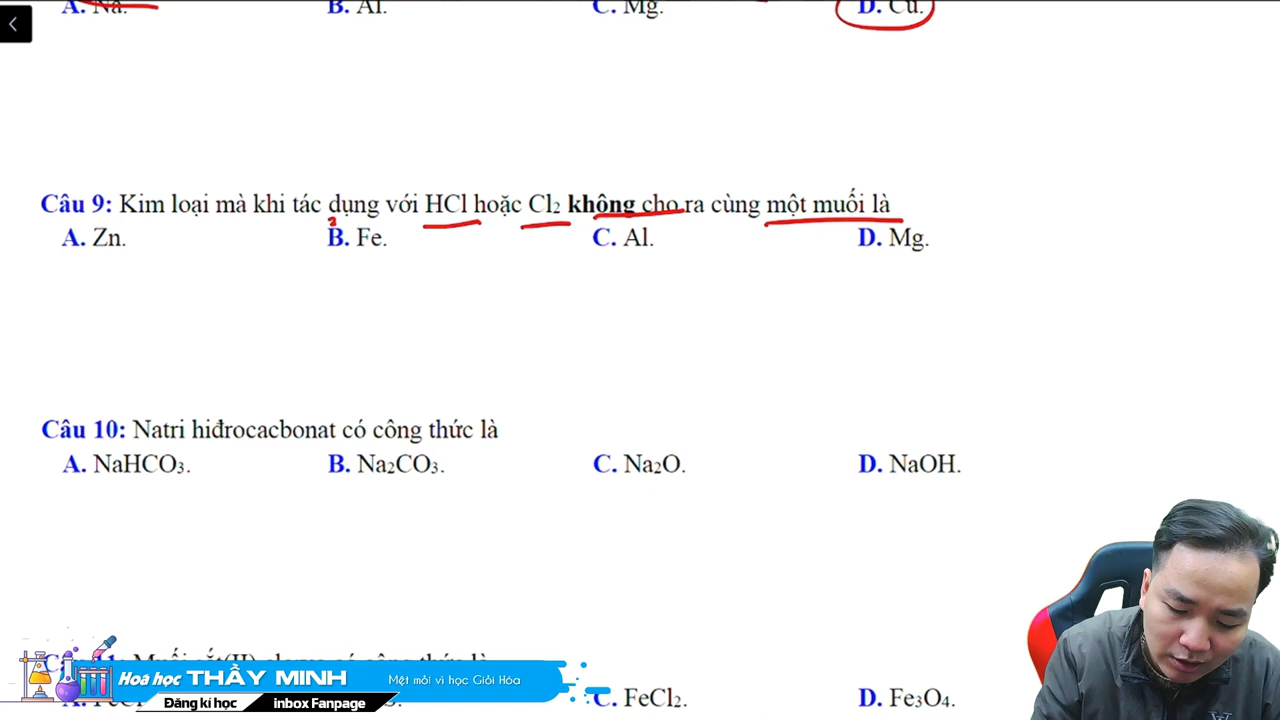 A. Na. B. Al. C. Mg. D. Cu.
Câu 9: Kim loại mà khi tác dụng với HCl hoặc Cl₂ không cho ra cùng một muối là
A. Zn. B. Fe. C. Al. D. Mg.
Câu 10: Natri hiđrocacbonat có công thức là
A. NaHCO₃. B. Na₂CO₃. C. Na₂O. D. NaOH.
C. FeCl₂. D. Fe₃O₄.
Hoá học THẦY MINH Mệt mỏi vì học Giỏi Hóa
Đăng kí học inbox Fanpage